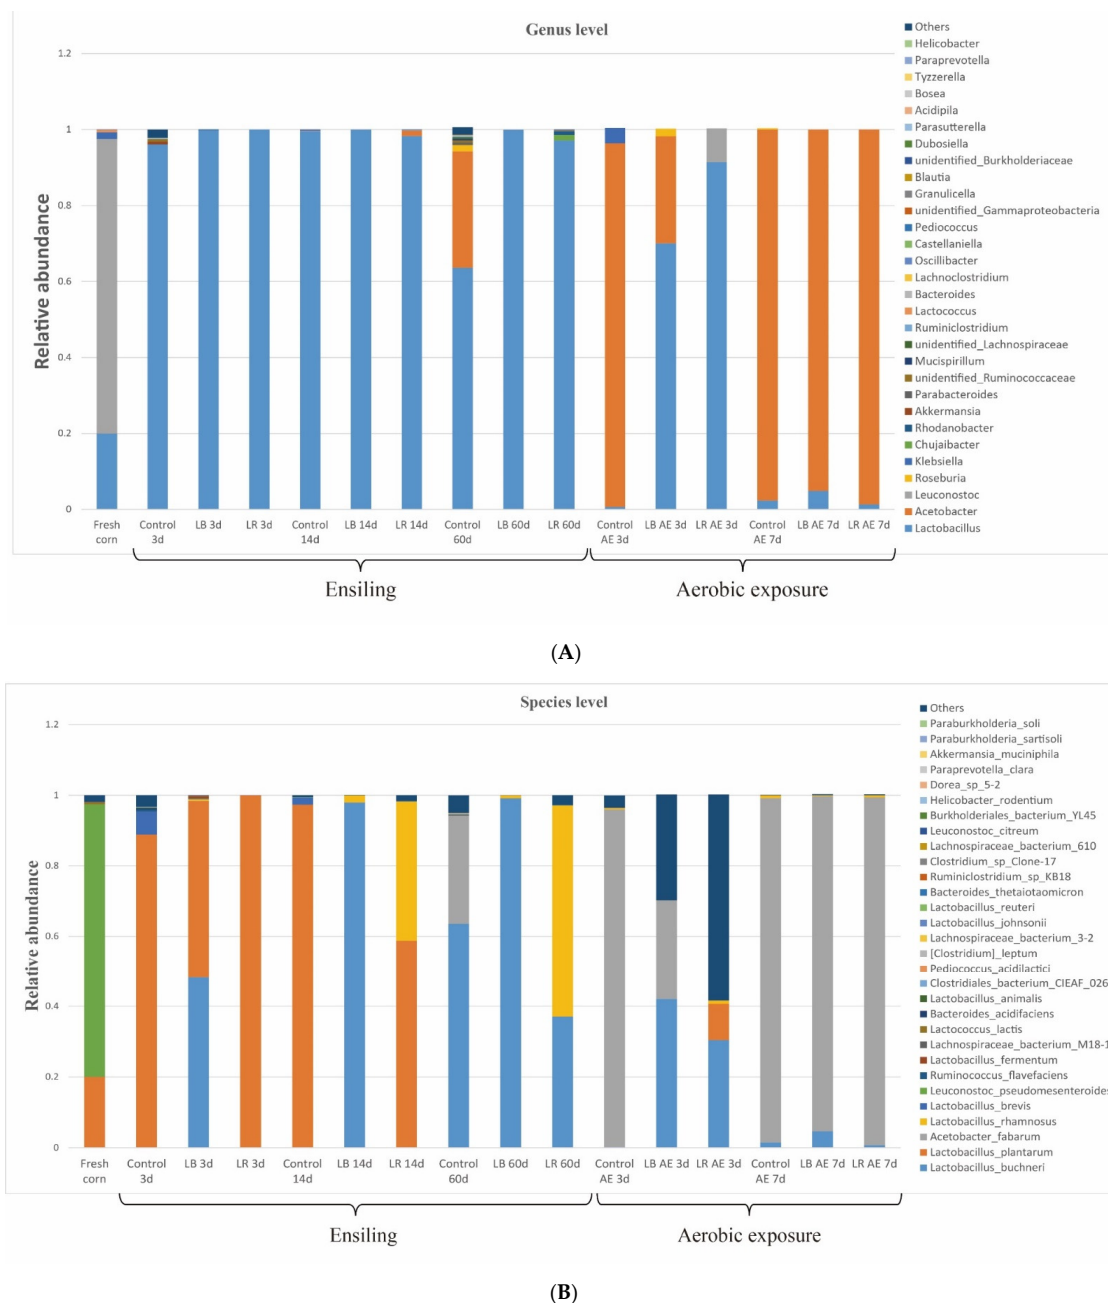 Genus level
1.2
1
0.8
0.6
0.4
0.2
0
Relative abundance
Fresh corn
Control 3d
LB 3d
LR 3d
Control 14d
LB 14d
LR 14d
Control 60d
LB 60d
LR 60d
Control AE 3d
LB AE 3d
LR AE 3d
Control AE 7d
LB AE 7d
LR AE 7d
Ensiling
Aerobic exposure
Others
Helicobacter
Paraprevotella
Tyzzerella
Bosea
Acidipila
Parasutterella
Dubosiella
unidentified_Burkholderiaceae
Blautia
Granulicella
unidentified_Gammaproteobacteria
Pediococcus
Castellaniella
Oscillibacter
Lachnoclostridium
Bacteroides
Lactococcus
Ruminiclostridium
unidentified_Lachnospiraceae
Mucispirillum
unidentified_Ruminococcaceae
Parabacteroides
Akkermansia
Rhodanobacter
Chujaibacter
Klebsiella
Roseburia
Leuconostoc
Acetobacter
Lactobacillus
(A)
Species level
1.2
1
0.8
0.6
0.4
0.2
0
Relative abundance
Fresh corn
Control 3d
LB 3d
LR 3d
Control 14d
LB 14d
LR 14d
Control 60d
LB 60d
LR 60d
Control AE 3d
LB AE 3d
LR AE 3d
Control AE 7d
LB AE 7d
LR AE 7d
Ensiling
Aerobic exposure
Others
Paraburkholderia_soli
Paraburkholderia_sartisoli
Akkermansia_muciniphila
Paraprevotella_clara
Dorea_sp_5-2
Helicobacter_rodentium
Burkholderiales_bacterium_YL45
Leuconostoc_citreum
Lachnospiraceae_bacterium_610
Clostridium_sp_Clone-17
Ruminiclostridium_sp_KB18
Bacteroides_thetaiotaomicron
Lactobacillus_reuteri
Lactobacillus_johnsonii
Lachnospiraceae_bacterium_3-2
[Clostridium]_leptum
Pediococcus_acidilactici
Clostridiales_bacterium_CIEAF_026
Lactobacillus_animalis
Bacteroides_acidifaciens
Lactococcus_lactis
Lachnospiraceae_bacterium_M18-1
Lactobacillus_fermentum
Ruminococcus_flavefaciens
Leuconostoc_pseudomesenteroides
Lactobacillus_brevis
Lactobacillus_rhamnosus
Acetobacter_fabarum
Lactobacillus_plantarum
Lactobacillus_buchneri
(B)